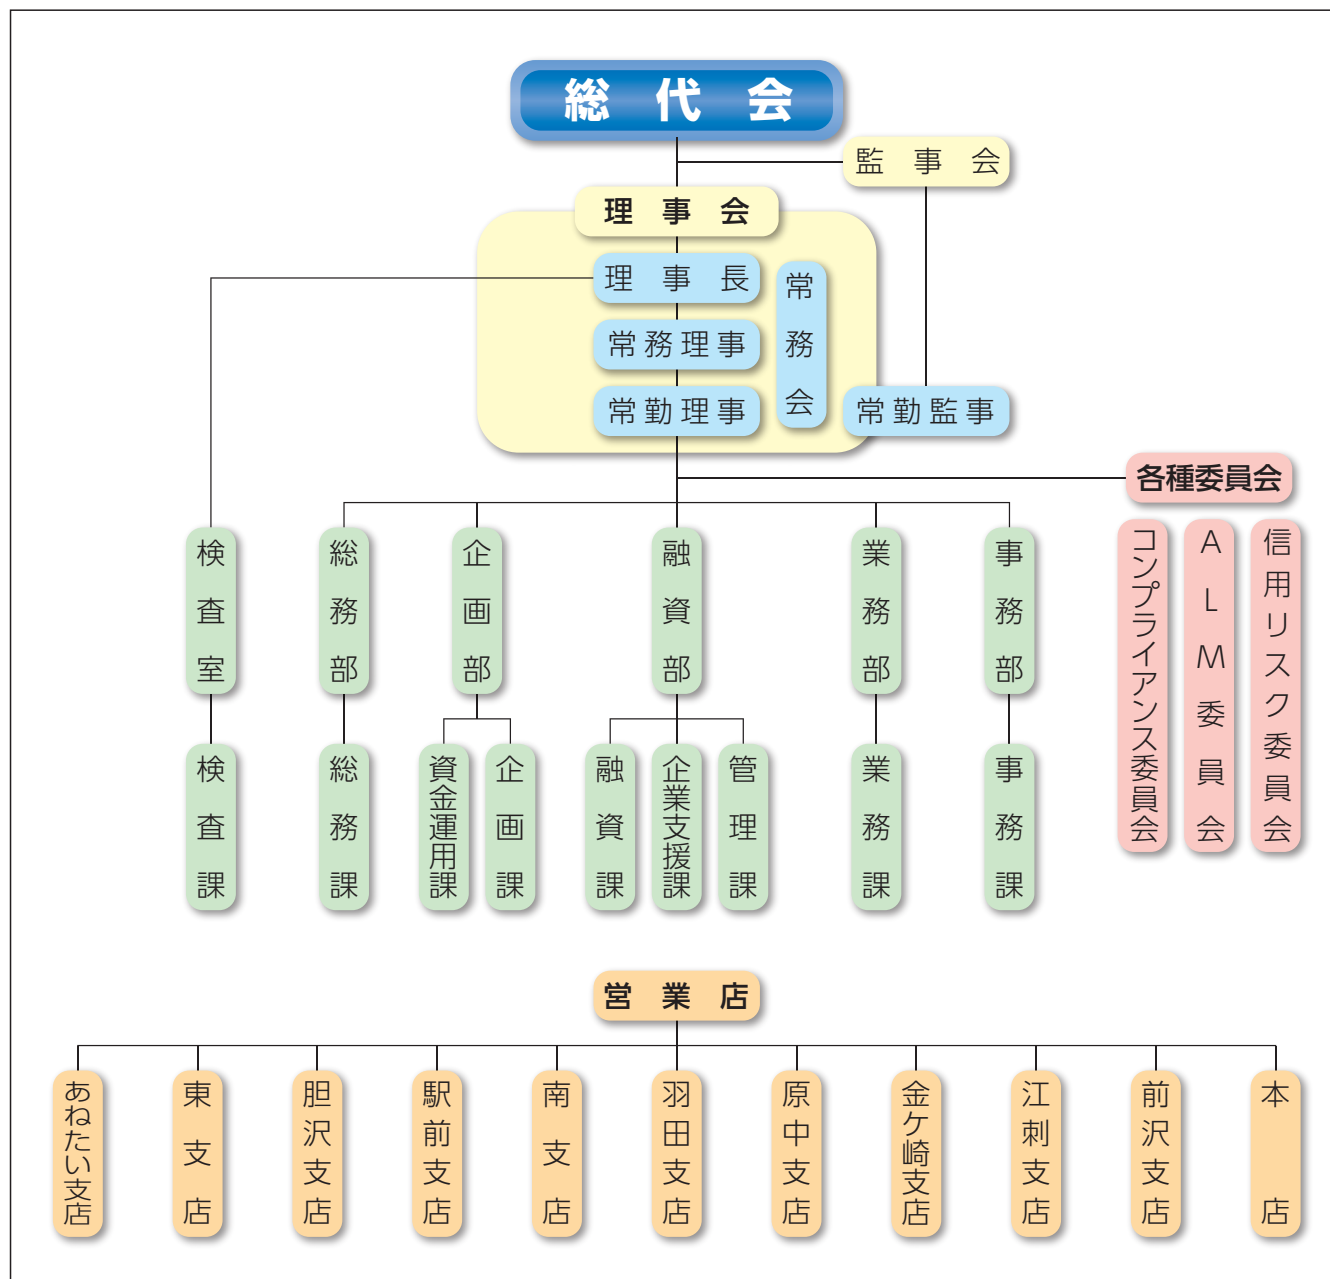 総代会
監事会
理事会
理事長
常務理事
常勤理事
常務会
常勤監事
各種委員会
コンプライアンス委員会
ALM委員会
信用リスク委員会
検査室
総務部
企画部
融資部
業務部
事務部
検査課
総務課
資金運用課
企画課
融資課
企業支援課
管理課
業務課
事務課
営業店
あねたい支店
東支店
胆沢支店
駅前支店
南支店
羽田支店
原中支店
金ケ崎支店
江刺支店
前沢支店
本店